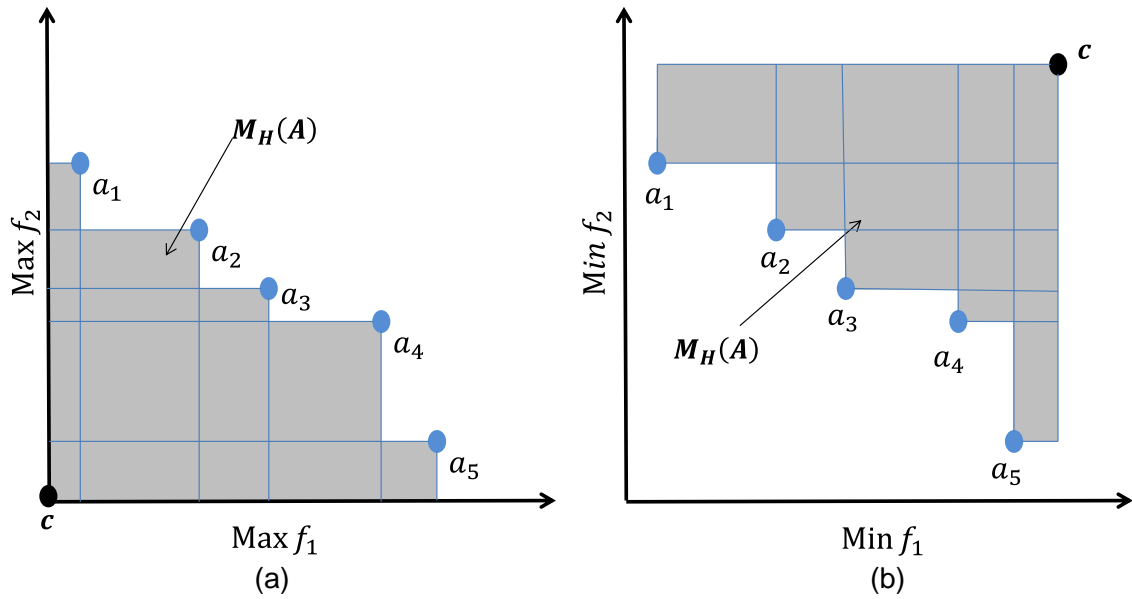 M_H(A)
a_1
Max f_2
a_2
a_3
a_4
a_5
c
Max f_1
(a)
c
a_1
Min f_2
a_2
a_3
M_H(A)
a_4
a_5
Min f_1
(b)